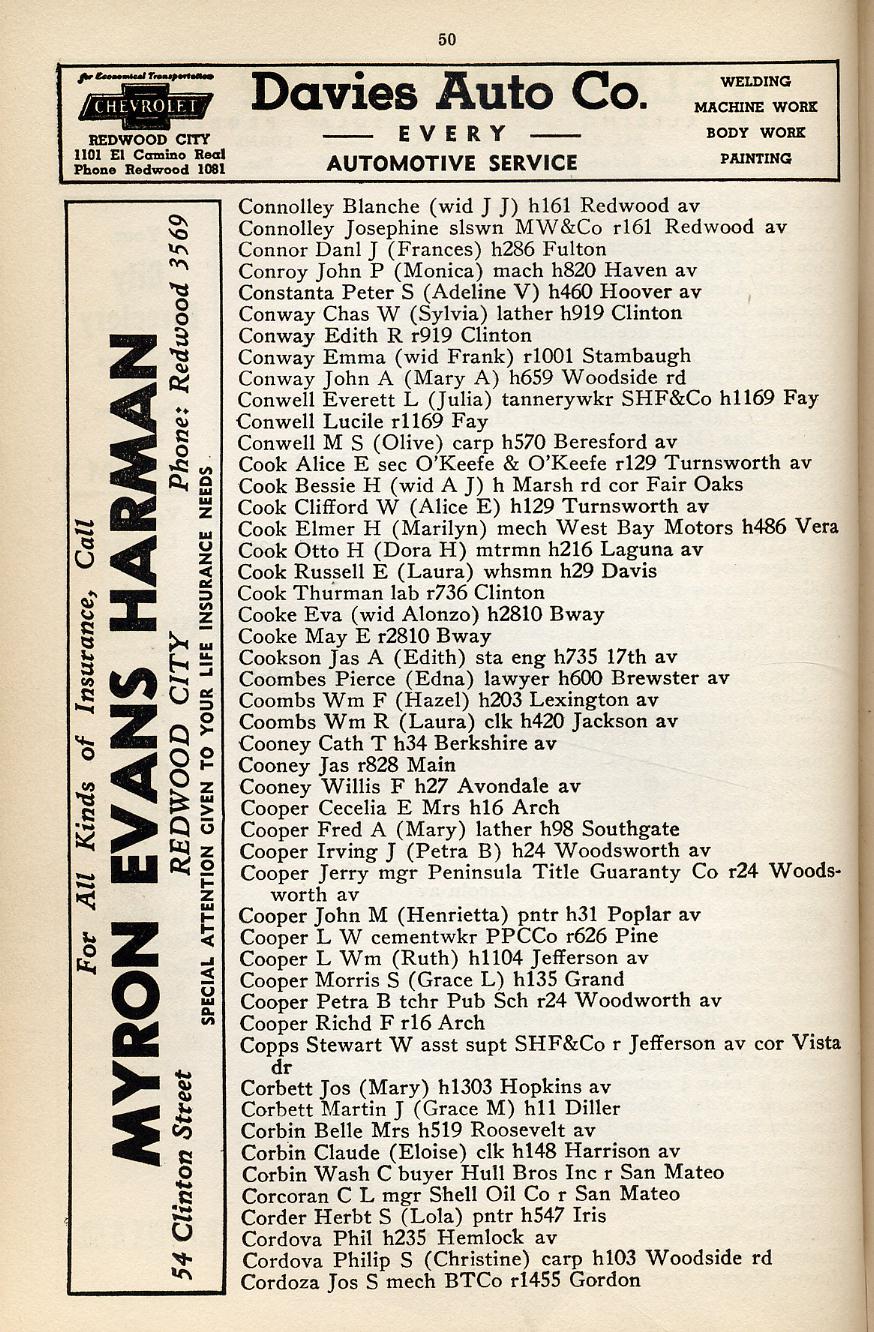 50
for Economical Transportation
CHEVROLET
REDWOOD CITY
1101 El Camino Real
Phone Redwood 1081
Davies Auto Co.
EVERY
AUTOMOTIVE SERVICE
WELDING
MACHINE WORK
BODY WORK
PAINTING
For All Kinds of Insurance, Call
MYRON EVANS HARMAN
54 Clinton Street REDWOOD CITY Phone: Redwood 3569
SPECIAL ATTENTION GIVEN TO YOUR LIFE INSURANCE NEEDS
Connolley Blanche (wid J J) h161 Redwood av
Connolley Josephine slswn MW&Co r161 Redwood av
Connor Danl J (Frances) h286 Fulton
Conroy John P (Monica) mach h820 Haven av
Constanta Peter S (Adeline V) h460 Hoover av
Conway Chas W (Sylvia) lather h919 Clinton
Conway Edith R r919 Clinton
Conway Emma (wid Frank) r1001 Stambaugh
Conway John A (Mary A) h659 Woodside rd
Conwell Everett L (Julia) tannerywkr SHF&Co h1169 Fay
Conwell Lucile r1169 Fay
Conwell M S (Olive) carp h570 Beresford av
Cook Alice E sec O'Keefe & O'Keefe r129 Turnsworth av
Cook Bessie H (wid A J) h Marsh rd cor Fair Oaks
Cook Clifford W (Alice E) h129 Turnsworth av
Cook Elmer H (Marilyn) mech West Bay Motors h486 Vera
Cook Otto H (Dora H) mtrmn h216 Laguna av
Cook Russell E (Laura) whsmn h29 Davis
Cook Thurman lab r736 Clinton
Cooke Eva (wid Alonzo) h2810 Bway
Cooke May E r2810 Bway
Cookson Jas A (Edith) sta eng h735 17th av
Coombes Pierce (Edna) lawyer h600 Brewster av
Coombs Wm F (Hazel) h203 Lexington av
Coombs Wm R (Laura) clk h420 Jackson av
Cooney Cath T h34 Berkshire av
Cooney Jas r828 Main
Cooney Willis F h27 Avondale av
Cooper Cecelia E Mrs h16 Arch
Cooper Fred A (Mary) lather h98 Southgate
Cooper Irving J (Petra B) h24 Woodsworth av
Cooper Jerry mgr Peninsula Title Guaranty Co r24 Woods-
worth av
Cooper John M (Henrietta) pntr h31 Poplar av
Cooper L W cementwkr PPCCo r626 Pine
Cooper L Wm (Ruth) h1104 Jefferson av
Cooper Morris S (Grace L) h135 Grand
Cooper Petra B tchr Pub Sch r24 Woodworth av
Cooper Richd F r16 Arch
Copps Stewart W asst supt SHF&Co r Jefferson av cor Vista
dr
Corbett Jos (Mary) h1303 Hopkins av
Corbett Martin J (Grace M) h11 Diller
Corbin Belle Mrs h519 Roosevelt av
Corbin Claude (Eloise) clk h148 Harrison av
Corbin Wash C buyer Hull Bros Inc r San Mateo
Corcoran C L mgr Shell Oil Co r San Mateo
Corder Herbt S (Lola) pntr h547 Iris
Cordova Phil h235 Hemlock av
Cordova Philip S (Christine) carp h103 Woodside rd
Cordoza Jos S mech BTCo r1455 Gordon